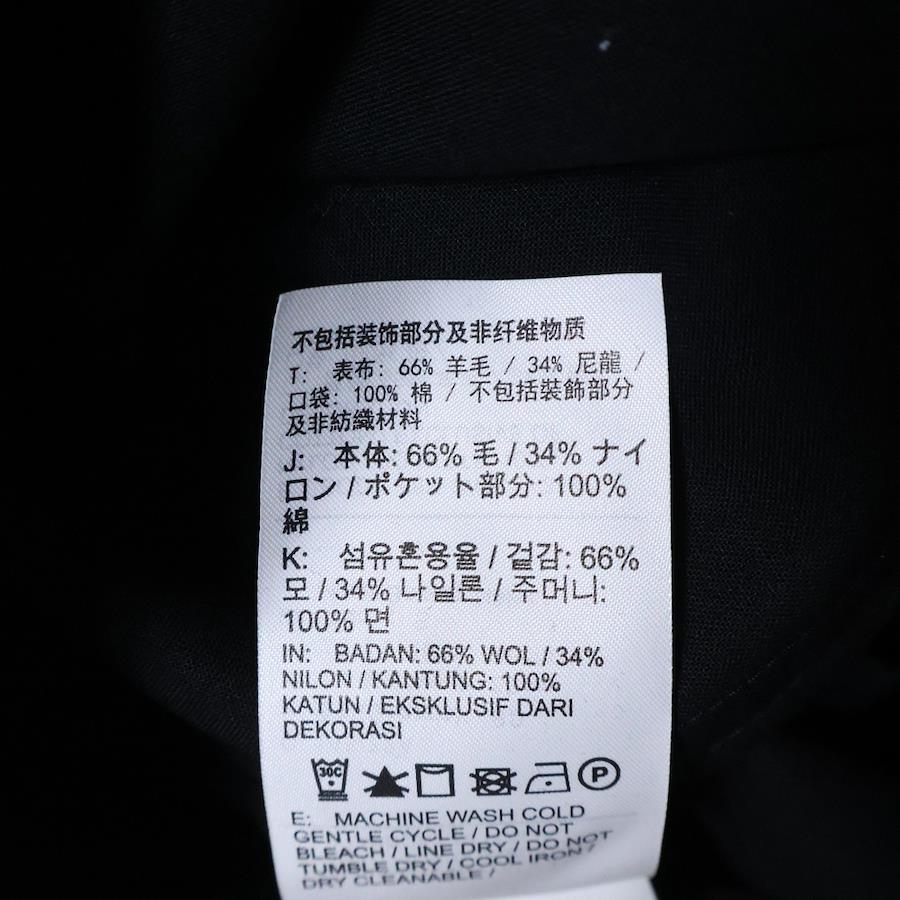 不包括装饰部分及非纤维物质
T: 表布: 66% 羊毛 / 34% 尼龍 /
口袋: 100% 棉 / 不包括裝飾部分
及非紡織材料
J: 本体: 66% 毛 / 34% ナイ
ロン / ポケット部分: 100%
綿
K: 섬유혼용율 / 겉감: 66%
모 / 34% 나일론 / 주머니:
100% 면
IN: BADAN: 66% WOL / 34%
NILON / KANTUNG: 100%
KATUN / EKSKLUSIF DARI
DEKORASI
30C P
E: MACHINE WASH COLD
GENTLE CYCLE / DO NOT
BLEACH / LINE DRY / DO NOT
TUMBLE DRY / COOL IRON /
DRY CLEANABLE /